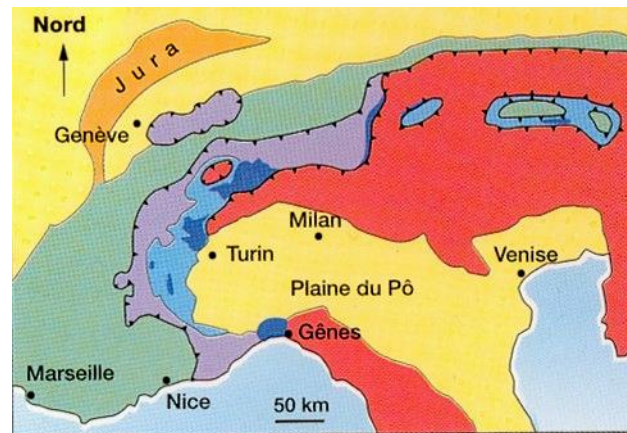 Nord
Jura
Genève
Milan
Turin
Venise
Plaine du Pô
Gênes
Marseille
Nice
50 km